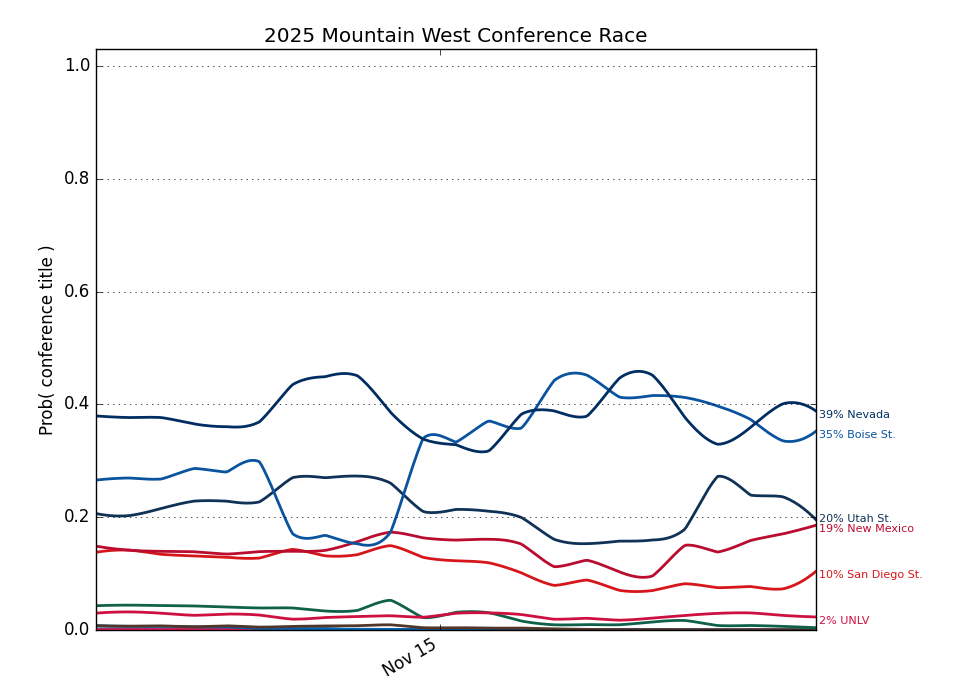 2025 Mountain West Conference Race
1.0
0.8
0.6
0.4
0.2
0.0
Prob( conference title )
39% Nevada
35% Boise St.
20% Utah St.
19% New Mexico
10% San Diego St.
2% UNLV
Nov 15